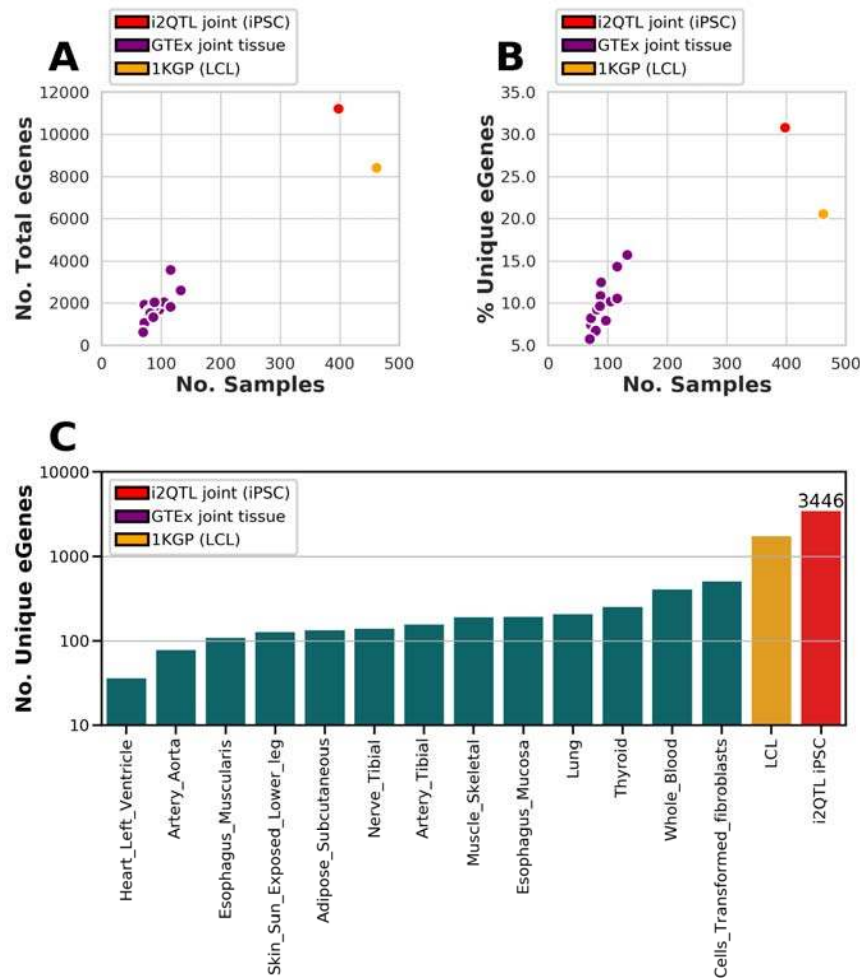 A
i2QTL joint (iPSC)
GTEx joint tissue
1KGP (LCL)
12000
10000
8000
6000
4000
2000
0
0 100 200 300 400 500
No. Total eGenes
No. Samples
B
i2QTL joint (iPSC)
GTEx joint tissue
1KGP (LCL)
35.0
30.0
25.0
20.0
15.0
10.0
5.0
0 100 200 300 400 500
% Unique eGenes
No. Samples
C
i2QTL joint (iPSC)
GTEx joint tissue
1KGP (LCL)
3446
10000
1000
100
10
No. Unique eGenes
Heart_Left_Ventricle
Artery_Aorta
Esophagus_Muscularis
Skin_Sun_Exposed_Lower_leg
Adipose_Subcutaneous
Nerve_Tibial
Artery_Tibial
Muscle_Skeletal
Esophagus_Mucosa
Lung
Thyroid
Whole_Blood
Cells_Transformed_fibroblasts
LCL
i2QTL iPSC